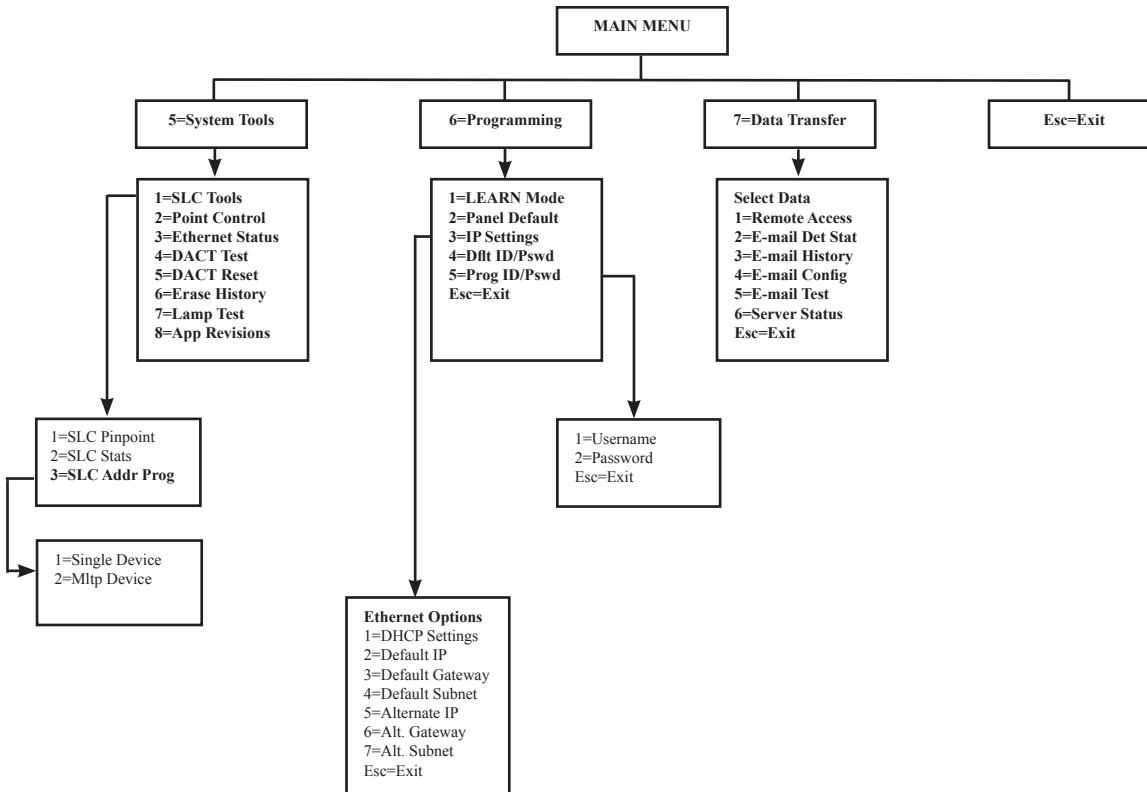 MAIN MENU
5=System Tools
6=Programming
7=Data Transfer
Esc=Exit
1=SLC Tools
2=Point Control
3=Ethernet Status
4=DACT Test
5=DACT Reset
6=Erase History
7=Lamp Test
8=App Revisions
1=LEARN Mode
2=Panel Default
3=IP Settings
4=Dflt ID/Pswd
5=Prog ID/Pswd
Esc=Exit
Select Data
1=Remote Access
2=E-mail Det Stat
3=E-mail History
4=E-mail Config
5=E-mail Test
6=Server Status
Esc=Exit
1=SLC Pinpoint
2=SLC Stats
3=SLC Addr Prog
1=Username
2=Password
Esc=Exit
1=Single Device
2=Mltp Device
Ethernet Options
1=DHCP Settings
2=Default IP
3=Default Gateway
4=Default Subnet
5=Alternate IP
6=Alt. Gateway
7=Alt. Subnet
Esc=Exit